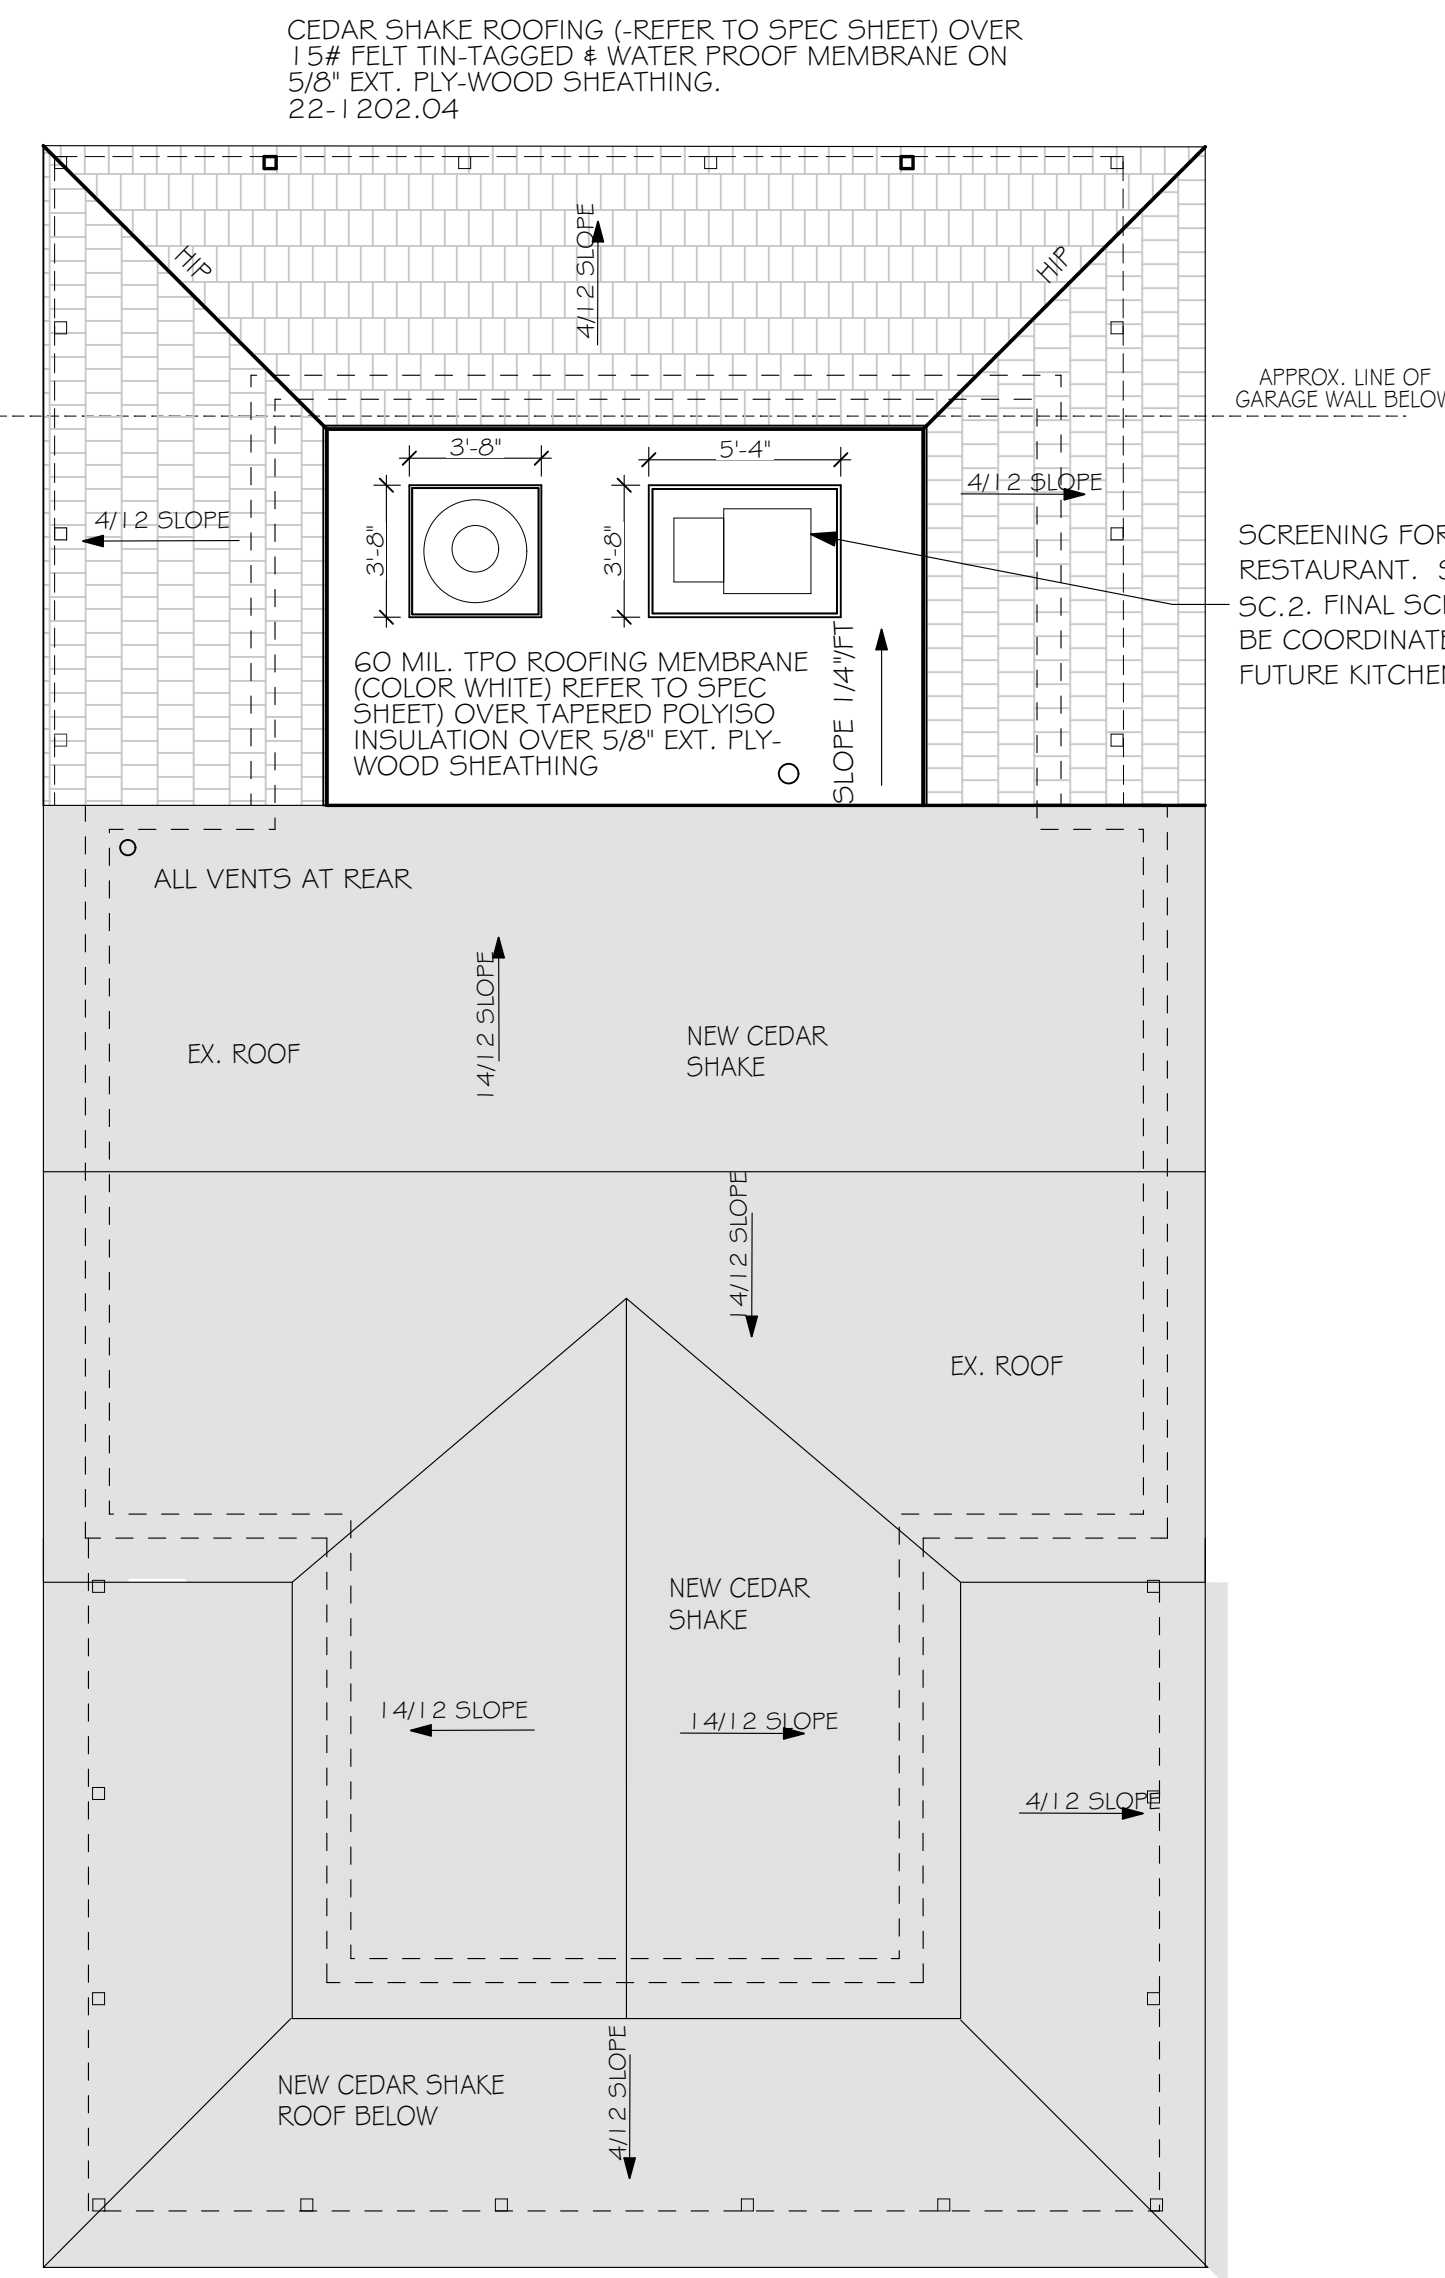 CEDAR SHAKE ROOFING (-REFER TO SPEC SHEET) OVER
15# FELT TIN-TAGGED & WATER PROOF MEMBRANE ON
5/8" EXT. PLY-WOOD SHEATHING.
22-1202.04
HIP
4/12 SLOPE
HIP
APPROX. LINE OF
GARAGE WALL BELOW
3'-8"
5'-4"
4/12 SLOPE
4/12 SLOPE
3'-8"
3'-8"
SCREENING FOR
RESTAURANT. S
SC.2. FINAL SC
BE COORDINATE
FUTURE KITCHEN
60 MIL. TPO ROOFING MEMBRANE
(COLOR WHITE) REFER TO SPEC
SHEET) OVER TAPERED POLYISO
INSULATION OVER 5/8" EXT. PLY-
WOOD SHEATHING
SLOPE 1/4"/FT
ALL VENTS AT REAR
14/12 SLOPE
EX. ROOF
NEW CEDAR
SHAKE
14/12 SLOPE
EX. ROOF
NEW CEDAR
SHAKE
14/12 SLOPE
14/12 SLOPE
4/12 SLOPE
NEW CEDAR SHAKE
ROOF BELOW
4/12 SLOPE